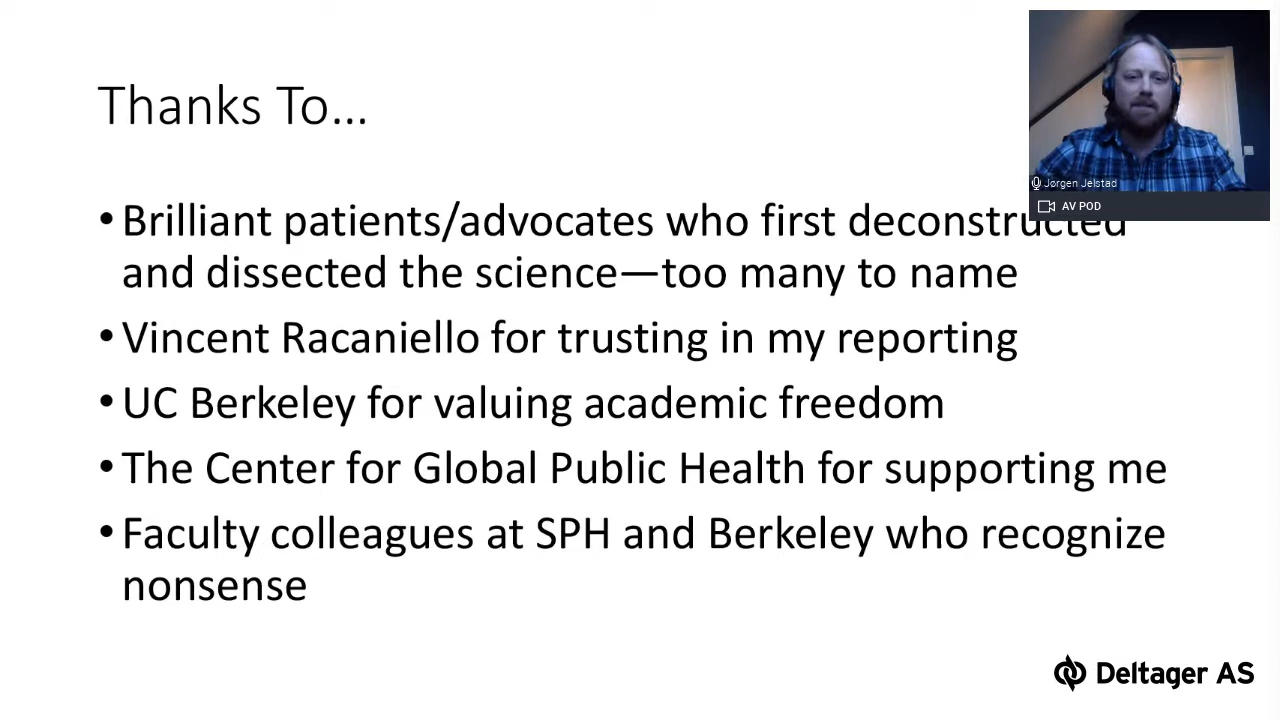 Thanks To…
Jørgen Jelstad
AV POD
• Brilliant patients/advocates who first deconstructed
and dissected the science—too many to name
• Vincent Racaniello for trusting in my reporting
• UC Berkeley for valuing academic freedom
• The Center for Global Public Health for supporting me
• Faculty colleagues at SPH and Berkeley who recognize
nonsense
Deltager AS